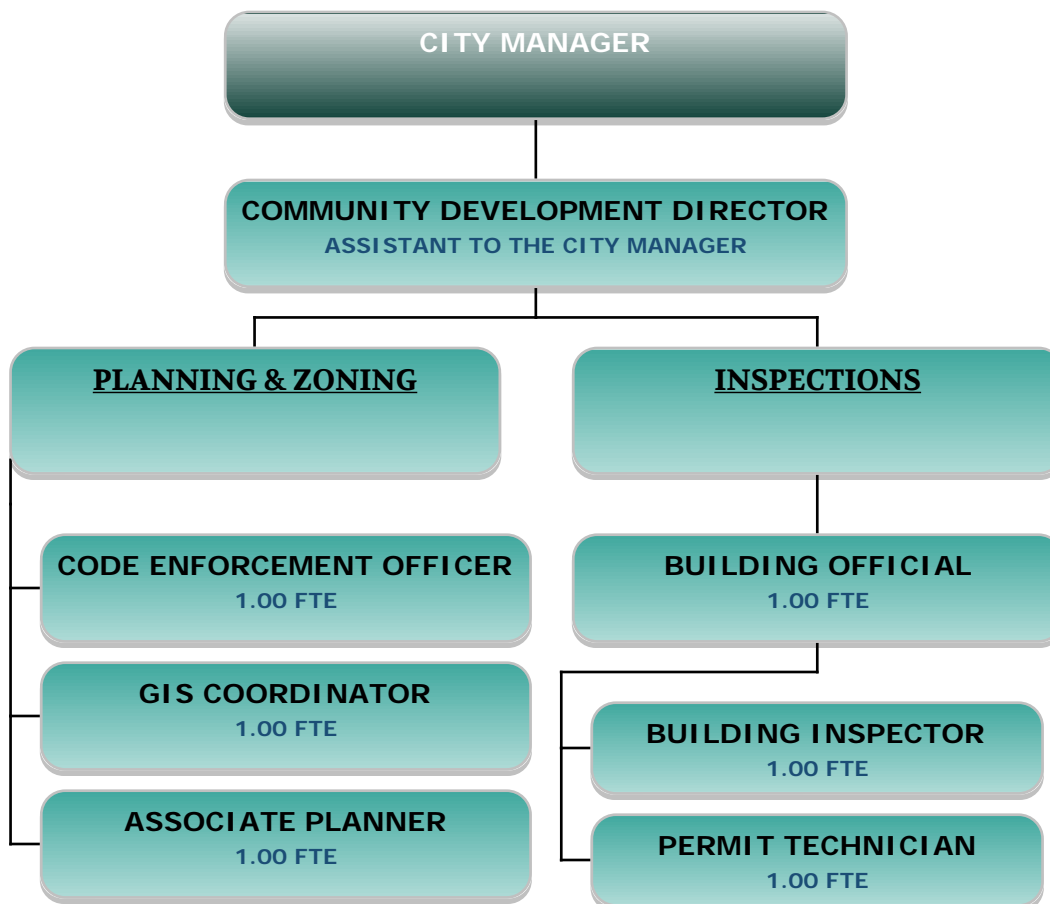 CITY MANAGER
COMMUNITY DEVELOPMENT DIRECTOR
ASSISTANT TO THE CITY MANAGER
PLANNING & ZONING
CODE ENFORCEMENT OFFICER
1.00 FTE
GIS COORDINATOR
1.00 FTE
ASSOCIATE PLANNER
1.00 FTE
INSPECTIONS
BUILDING OFFICIAL
1.00 FTE
BUILDING INSPECTOR
1.00 FTE
PERMIT TECHNICIAN
1.00 FTE